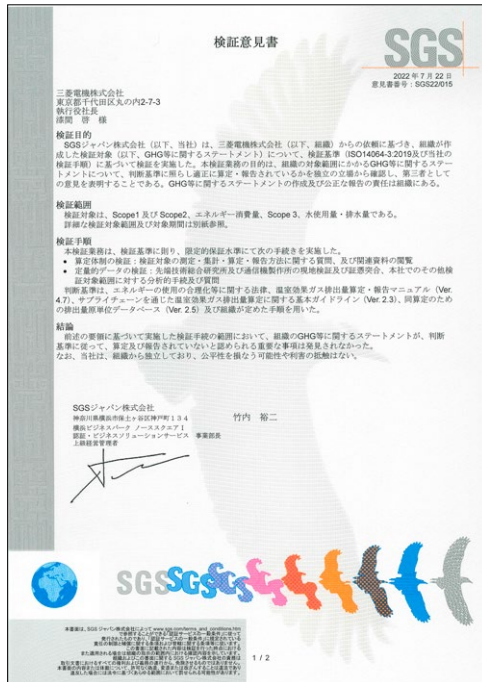 検証意見書
SGS
2022 年 7 月 22 日
意見書番号：SGS22/015
三菱電機株式会社
東京都千代田区丸の内2-7-3
執行役社長
漆間 啓 様
検証目的
SGSジャパン株式会社（以下、当社）は、三菱電機株式会社（以下、組織）からの依頼に基づき、組織が作
成した検証対象（以下、GHG等に関するステートメント）について、検証基準（ISO14064-3:2019及び当社の
検証手順）に基づいて検証を実施した。本検証業務の目的は、組織の対象範囲にかかるGHG等に関するステー
トメントについて、判断基準に照らし適正に算定・報告されているかを独立の立場から確認し、第三者として
の意見を表明することである。GHG等に関するステートメントの作成及び公正な報告の責任は組織にある。
検証範囲
検証対象は、Scope1 及び Scope2、エネルギー消費量、Scope 3、水使用量・排水量である。
詳細な検証対象範囲及び対象期間は別紙参照。
検証手順
本検証業務は、検証基準に則り、限定的保証水準にて次の手続きを実施した。
• 算定体制の検証：検証対象の測定・集計・算定・報告方法に関する質問、及び関連資料の閲覧
• 定量的データの検証：先端技術総合研究所及び通信機製作所の現地検証及び証憑突合、本社でのその他検
証対象範囲に対する分析的手続及び質問
判断基準は、エネルギーの使用の合理化等に関する法律、温室効果ガス排出量算定・報告マニュアル（Ver.
4.7）、サプライチェーンを通じた温室効果ガス排出量算定に関する基本ガイドライン（Ver. 2.3）、同算定のため
の排出量原単位データベース（Ver. 2.5）及び組織が定めた手順を用いた。
結論
前述の要領に基づいて実施した検証手続の範囲において、組織のGHG等に関するステートメントが、判断
基準に従って、算定及び報告されていないと認められる重要な事項は発見されなかった。
なお、当社は、組織から独立しており、公平性を損なう可能性や利害の抵触はない。
SGSジャパン株式会社
神奈川県横浜市保土ヶ谷区神戸町１３４
横浜ビジネスパーク ノーススクエア I
認証・ビジネスソリューションサービス 事業部長
上級経営管理者
竹内 裕二
SGS SGS SGS
1 / 2